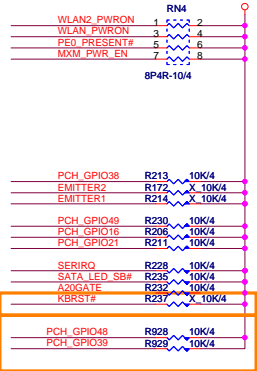 RN4
WLAN2_PWRON 1 2
WLAN_PWRON 3 4
PE0_PRESENT# 5 6
MXM_PWR_EN 7 8
8P4R-10/4
PCH_GPIO38 R213 10K/4
EMITTER2 R172 X_10K/4
EMITTER1 R214 X_10K/4
PCH_GPIO49 R230 10K/4
PCH_GPIO16 R206 10K/4
PCH_GPIO21 R211 10K/4
SERIRQ R228 10K/4
SATA_LED_SB# R235 10K/4
A20GATE R232 10K/4
KBRST# R237 X_10K/4
PCH_GPIO48 R928 10K/4
PCH_GPIO39 R929 10K/4